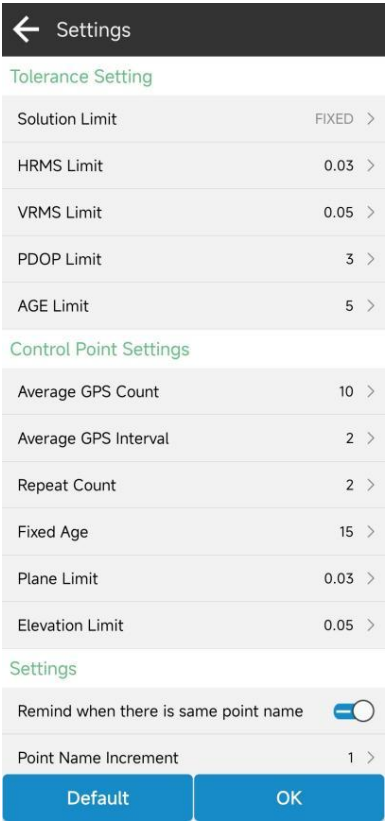 Settings
Tolerance Setting
Solution Limit FIXED >
HRMS Limit 0.03 >
VRMS Limit 0.05 >
PDOP Limit 3 >
AGE Limit 5 >
Control Point Settings
Average GPS Count 10 >
Average GPS Interval 2 >
Repeat Count 2 >
Fixed Age 15 >
Plane Limit 0.03 >
Elevation Limit 0.05 >
Settings
Remind when there is same point name
Point Name Increment 1 >
Default OK